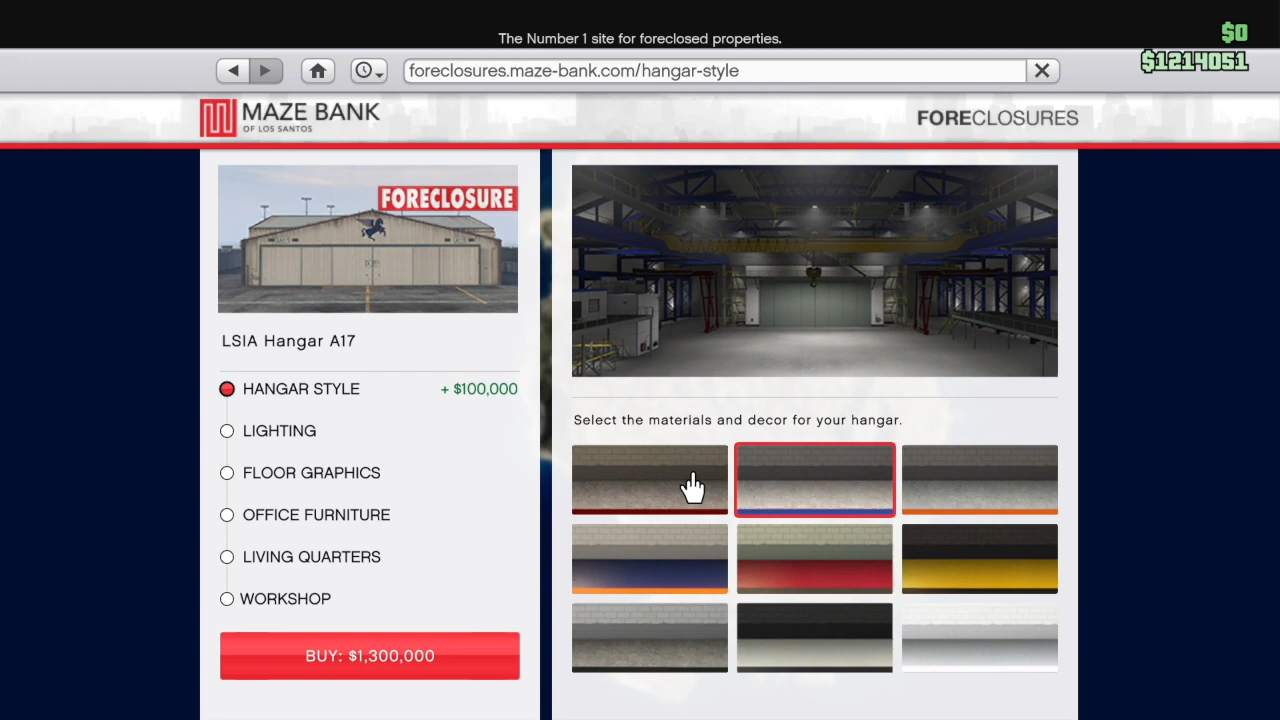 The Number 1 site for foreclosed properties.
$0
$1214051
foreclosures.maze-bank.com/hangar-style
MAZE BANK
OF LOS SANTOS
FORECLOSURES
FORECLOSURE
LSIA Hangar A17
HANGAR STYLE + $100,000
LIGHTING
FLOOR GRAPHICS
OFFICE FURNITURE
LIVING QUARTERS
WORKSHOP
BUY: $1,300,000
Select the materials and decor for your hangar.